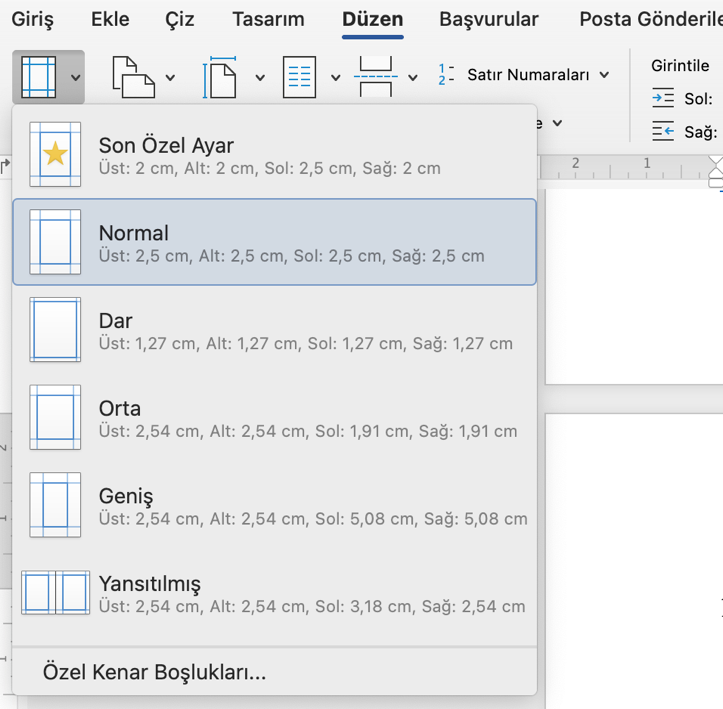 Giriş Ekle Çiz Tasarım Düzen Başvurular Posta Gönderile
1 2 Satır Numaraları
Girintile
Sol:
Sağ:
e
2 1
Son Özel Ayar
Üst: 2 cm, Alt: 2 cm, Sol: 2,5 cm, Sağ: 2 cm
Normal
Üst: 2,5 cm, Alt: 2,5 cm, Sol: 2,5 cm, Sağ: 2,5 cm
Dar
Üst: 1,27 cm, Alt: 1,27 cm, Sol: 1,27 cm, Sağ: 1,27 cm
Orta
Üst: 2,54 cm, Alt: 2,54 cm, Sol: 1,91 cm, Sağ: 1,91 cm
Geniş
Üst: 2,54 cm, Alt: 2,54 cm, Sol: 5,08 cm, Sağ: 5,08 cm
Yansıtılmış
Üst: 2,54 cm, Alt: 2,54 cm, Sol: 3,18 cm, Sağ: 2,54 cm
Özel Kenar Boşlukları...